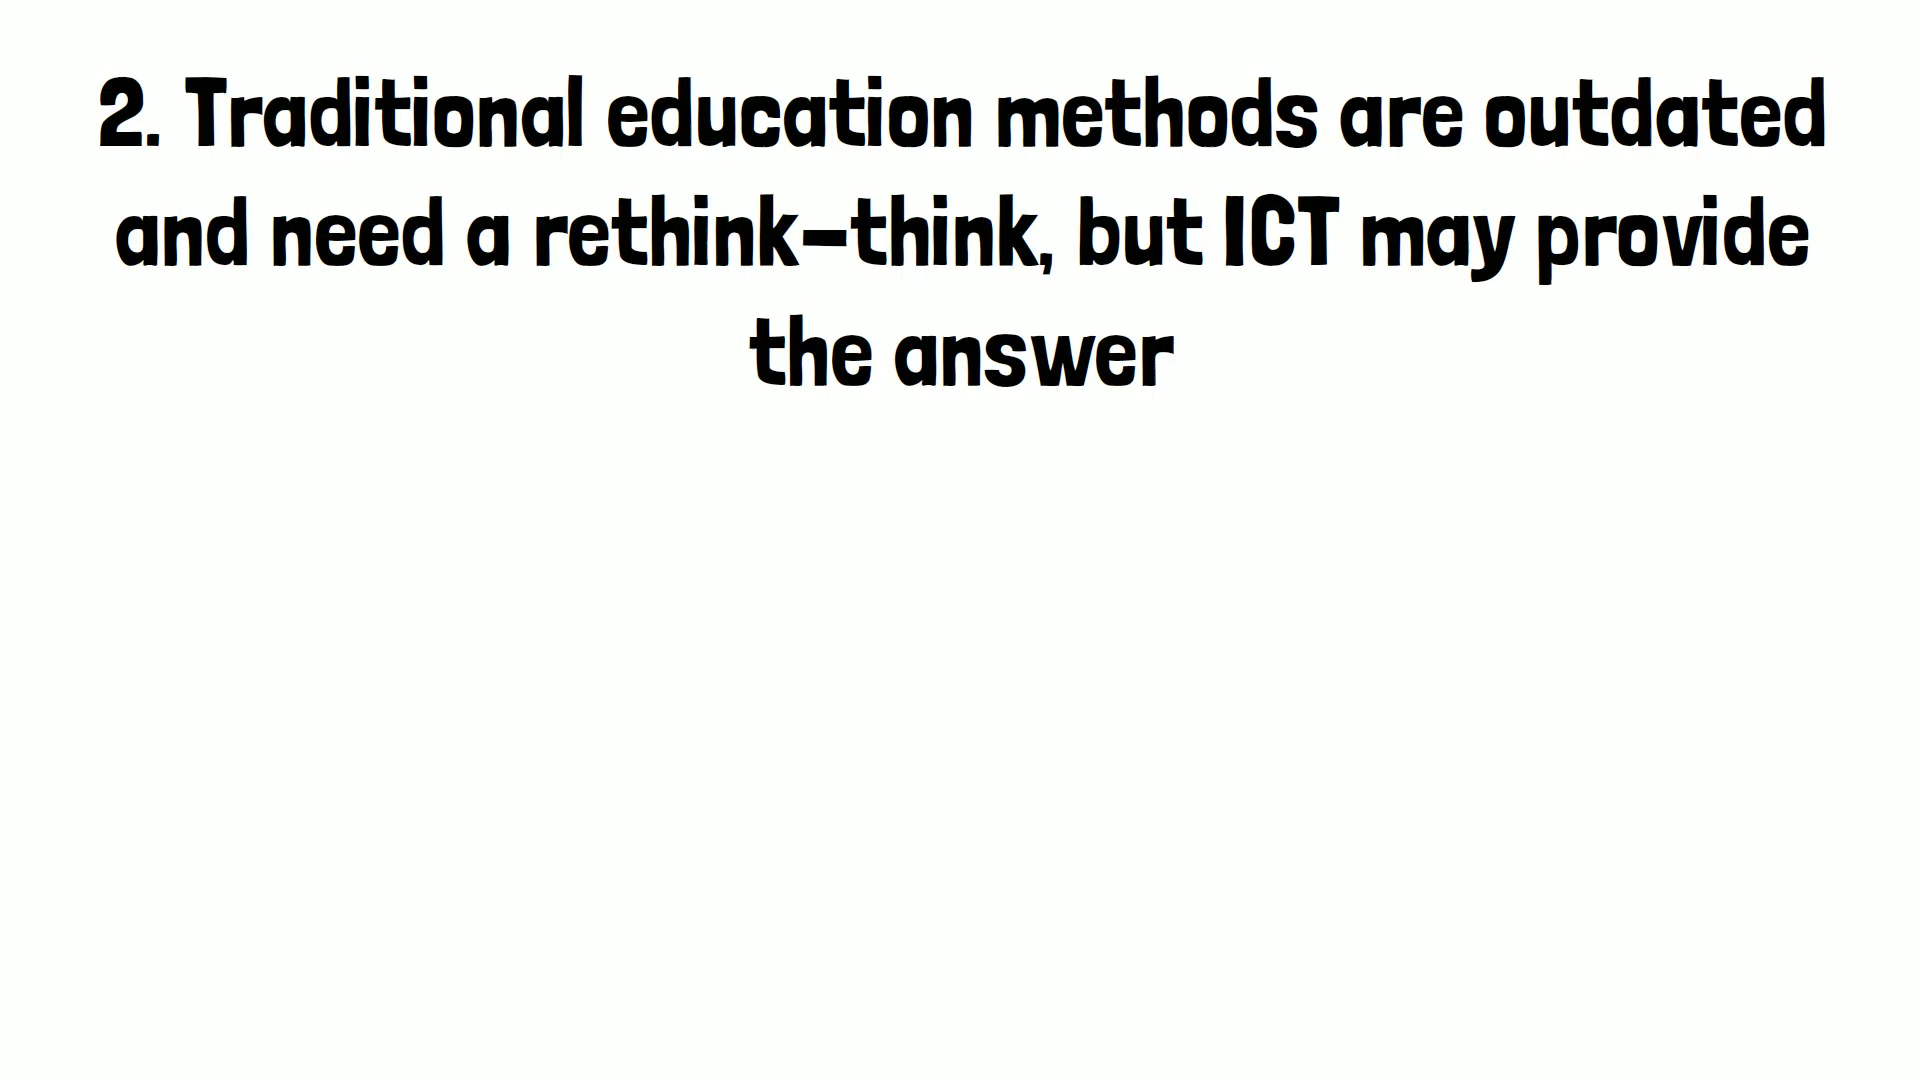 2. Traditional education methods are outdated
and need a rethink-think, but ICT may provide
the answer